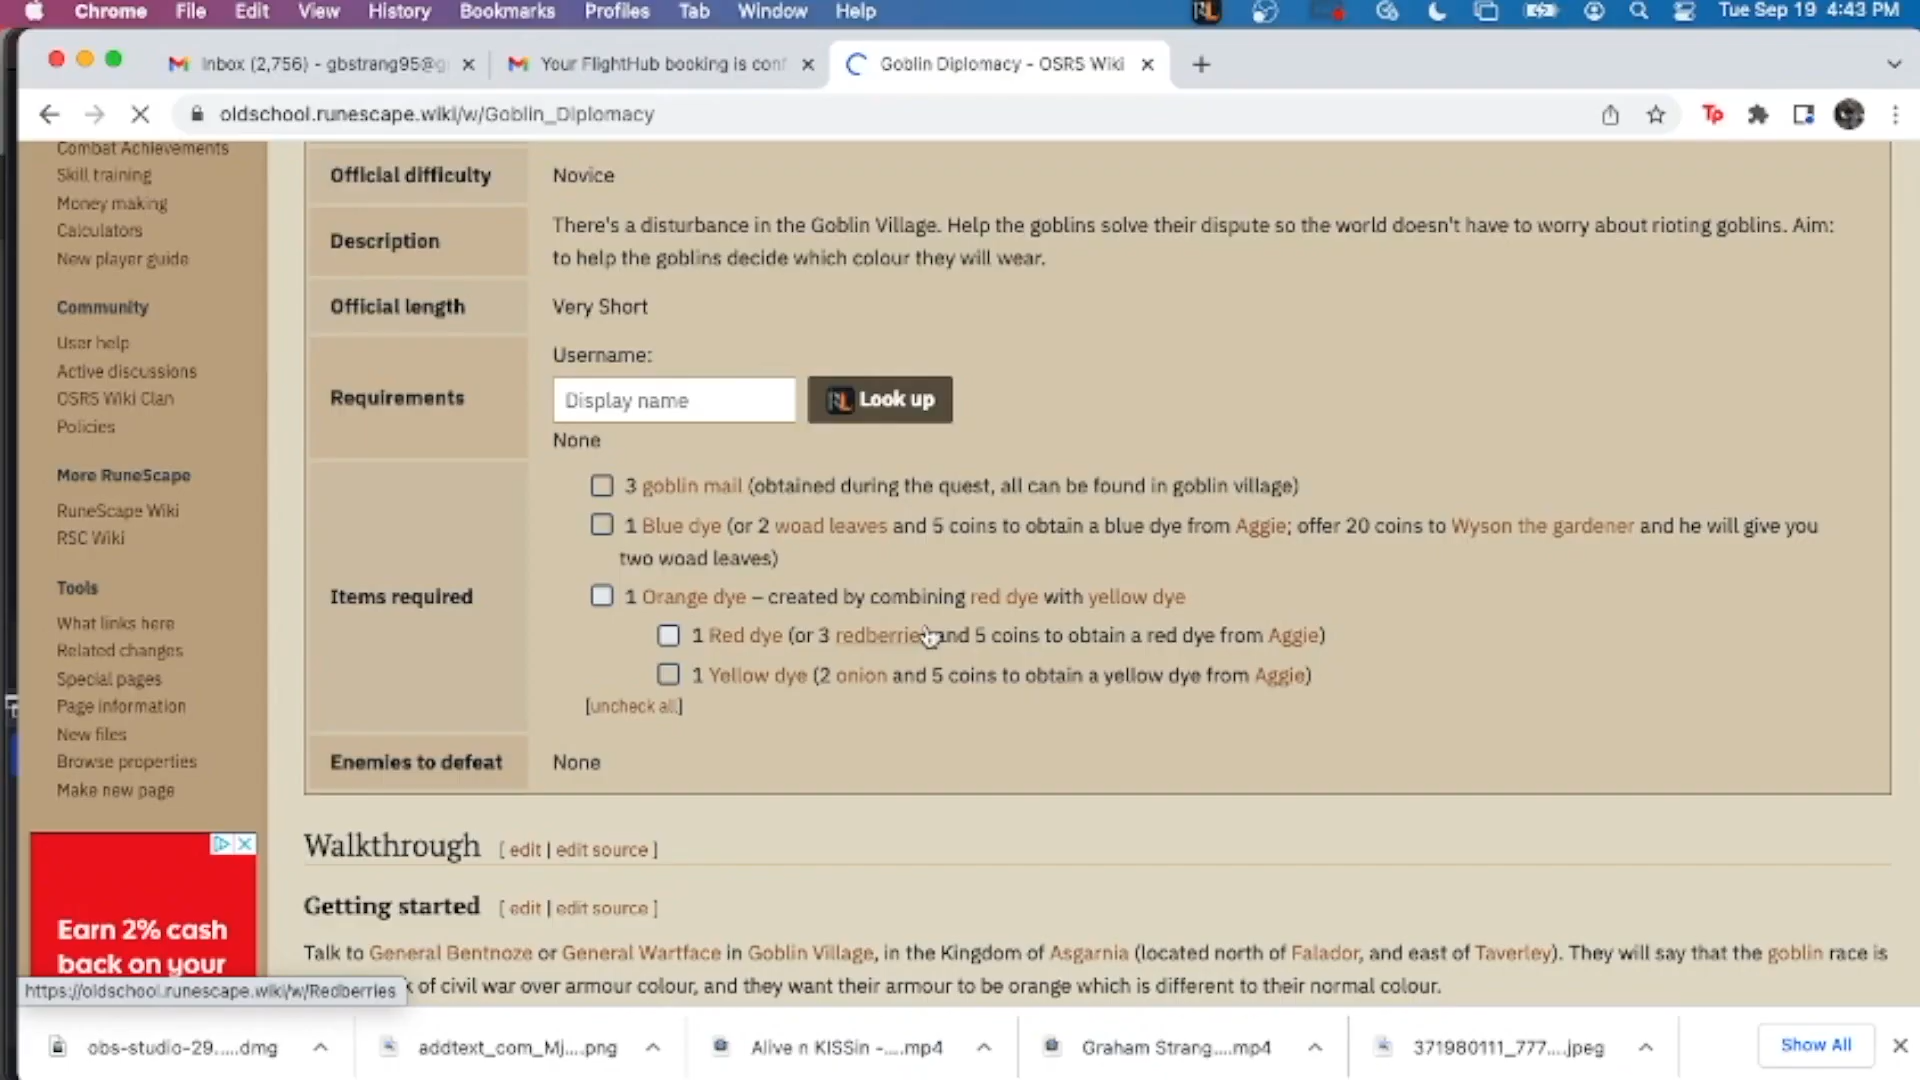 Chrome File Edit View History Bookmarks Profiles Tab Window Help Tue Sep 19 4:43 PM
Inbox (2,756) - gbstrang95@g
Your FlightHub booking is conf
Goblin Diplomacy - OSRS Wiki
oldschool.runescape.wiki/w/Goblin_Diplomacy
Combat Achievements
Skill training
Money making
Calculators
New player guide
Community
User help
Active discussions
OSRS Wiki Clan
Policies
More RuneScape
RuneScape Wiki
RSC Wiki
Tools
What links here
Related changes
Special pages
Page information
New files
Browse properties
Make new page
Earn 2% cash
back on your
Official difficulty Novice
Description There's a disturbance in the Goblin Village. Help the goblins solve their dispute so the world doesn't have to worry about rioting goblins. Aim:
to help the goblins decide which colour they will wear.
Official length Very Short
Requirements
Username:
Display name
RL Look up
None
Items required
3 goblin mail (obtained during the quest, all can be found in goblin village)
1 Blue dye (or 2 woad leaves and 5 coins to obtain a blue dye from Aggie; offer 20 coins to Wyson the gardener and he will give you
two woad leaves)
1 Orange dye – created by combining red dye with yellow dye
1 Red dye (or 3 redberries and 5 coins to obtain a red dye from Aggie)
1 Yellow dye (2 onion and 5 coins to obtain a yellow dye from Aggie)
[uncheck all]
Enemies to defeat None
Walkthrough [ edit | edit source ]
Getting started [ edit | edit source ]
Talk to General Bentnoze or General Wartface in Goblin Village, in the Kingdom of Asgarnia (located north of Falador, and east of Taverley). They will say that the goblin race is
of civil war over armour colour, and they want their armour to be orange which is different to their normal colour.
https://oldschool.runescape.wiki/w/Redberries
obs-studio-29.....dmg
addtext_com_Mj....png
Alive n KISSin -....mp4
Graham Strang....mp4
371980111_777....jpeg
Show All